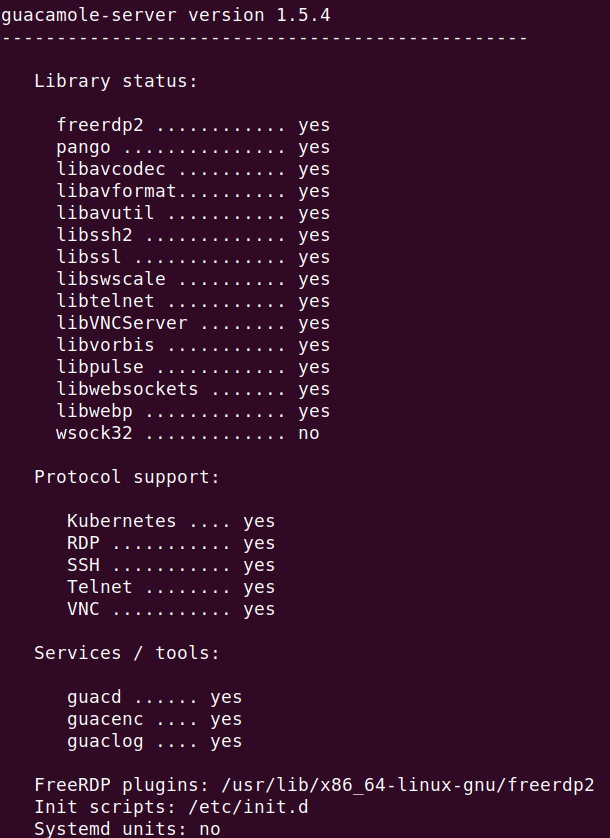 guacamole-server version 1.5.4
------------------------------------------------
Library status:
freerdp2 ............ yes
pango ............... yes
libavcodec .......... yes
libavformat.......... yes
libavutil ........... yes
libssh2 ............. yes
libssl .............. yes
libswscale .......... yes
libtelnet ........... yes
libVNCServer ........ yes
libvorbis ........... yes
libpulse ............ yes
libwebsockets ....... yes
libwebp ............. yes
wsock32 ............. no
Protocol support:
Kubernetes .... yes
RDP ........... yes
SSH ........... yes
Telnet ........ yes
VNC ........... yes
Services / tools:
guacd ...... yes
guacenc .... yes
guaclog .... yes
FreeRDP plugins: /usr/lib/x86_64-linux-gnu/freerdp2
Init scripts: /etc/init.d
Systemd units: no